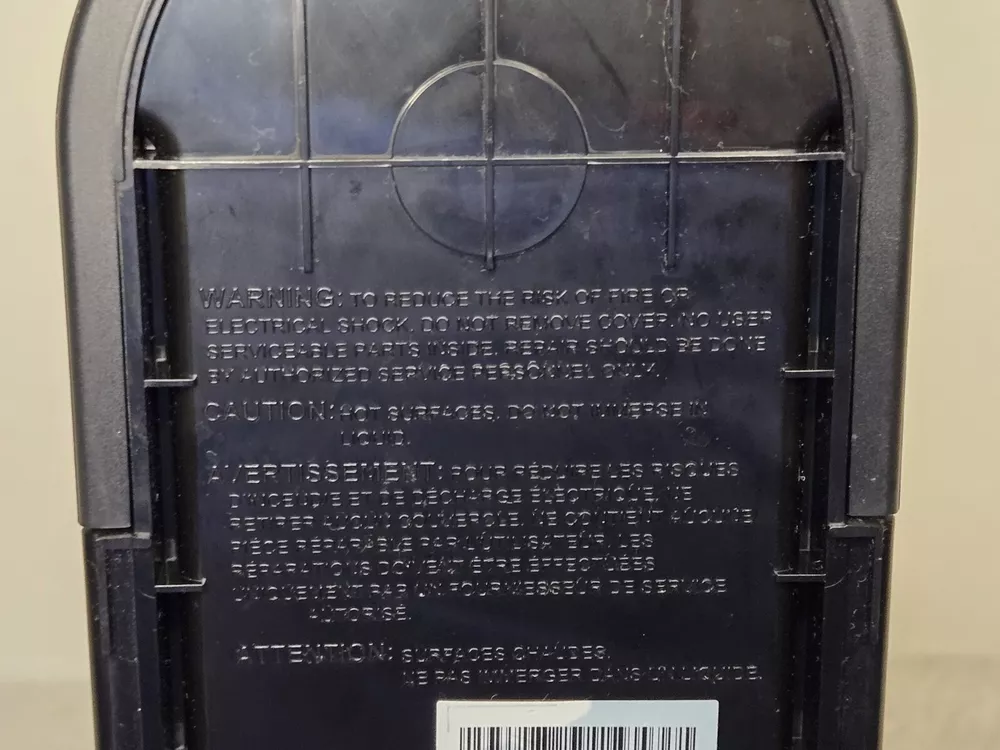 WARNING: TO REDUCE THE RISK OF FIRE OR
ELECTRICAL SHOCK, DO NOT REMOVE COVER. NO USER
SERVICEABLE PARTS INSIDE. REPAIR SHOULD BE DONE
BY AUTHORIZED SERVICE PERSONNEL ONLY.
CAUTION: HOT SURFACES. DO NOT IMMERSE IN
LIQUID.
AVERTISSEMENT: POUR RÉDUIRE LES RISQUES
D'INCENDIE ET DE DÉCHARGE ÉLECTRIQUE, NE
RETIRER AUCUN COUVERCLE. NE CONTIENT AUCUNE
PIÈCE RÉPARABLE PAR L'UTILISATEUR. LES
RÉPARATIONS DOIVENT ÊTRE EFFECTUÉES
UNIQUEMENT PAR UN FOURNISSEUR DE SERVICE
AUTORISÉ.
ATTENTION: SURFACES CHAUDES.
NE PAS IMMERGER DANS UN LIQUIDE.